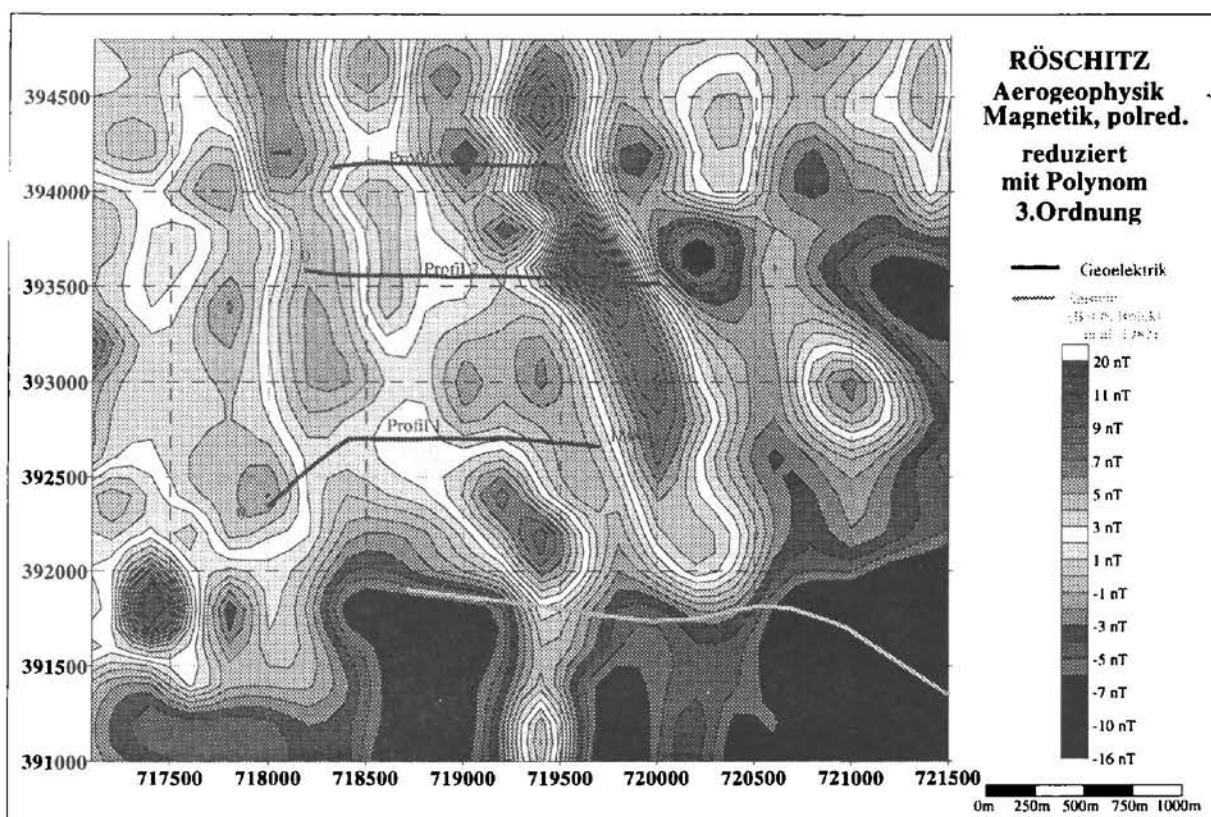 RÖSCHITZ
Aerogeophysik
Magnetik, polred.
reduziert
mit Polynom
3.Ordnung
Geoelektrik
20 nT
11 nT
9 nT
7 nT
5 nT
3 nT
1 nT
-1 nT
-3 nT
-5 nT
-7 nT
-10 nT
-16 nT
0m 250m 500m 750m 1000m
394500
394000
393500
393000
392500
392000
391500
391000
717500 718000 718500 719000 719500 720000 720500 721000 721500
Profil 2
Profil 1
0